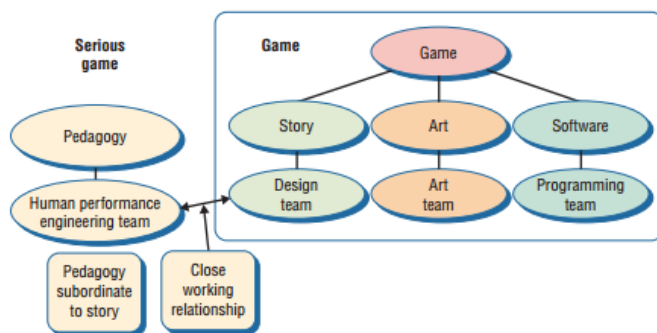 Serious
game
Game
Game
Story
Art
Software
Pedagogy
Design
team
Art
team
Programming
team
Human performance
engineering team
Pedagogy
subordinate
to story
Close
working
relationship